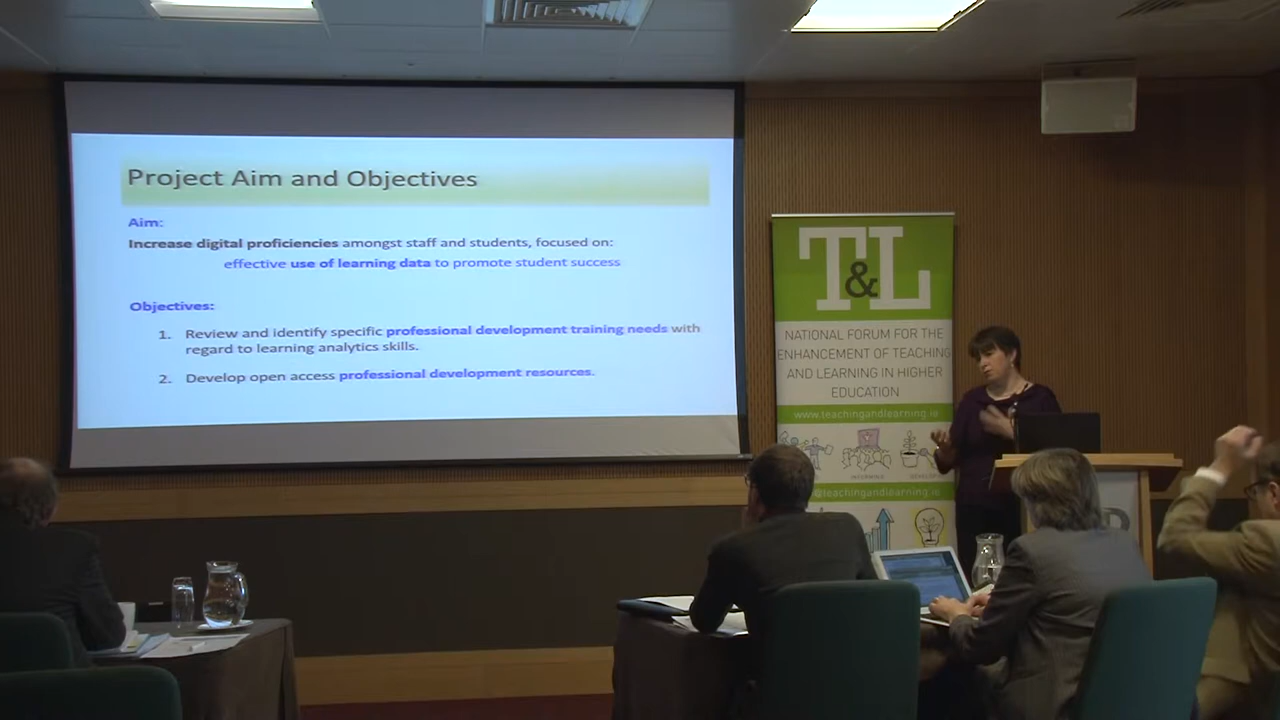 Project Aim and Objectives
Aim:
Increase digital proficiencies amongst staff and students, focused on:
effective use of learning data to promote student success
Objectives:
1. Review and identify specific professional development training needs with
regard to learning analytics skills.
2. Develop open access professional development resources.
T&L
NATIONAL FORUM FOR THE
ENHANCEMENT OF TEACHING
AND LEARNING IN HIGHER
EDUCATION
www.teachingandlearning.ie
@teachingandlearning.ie